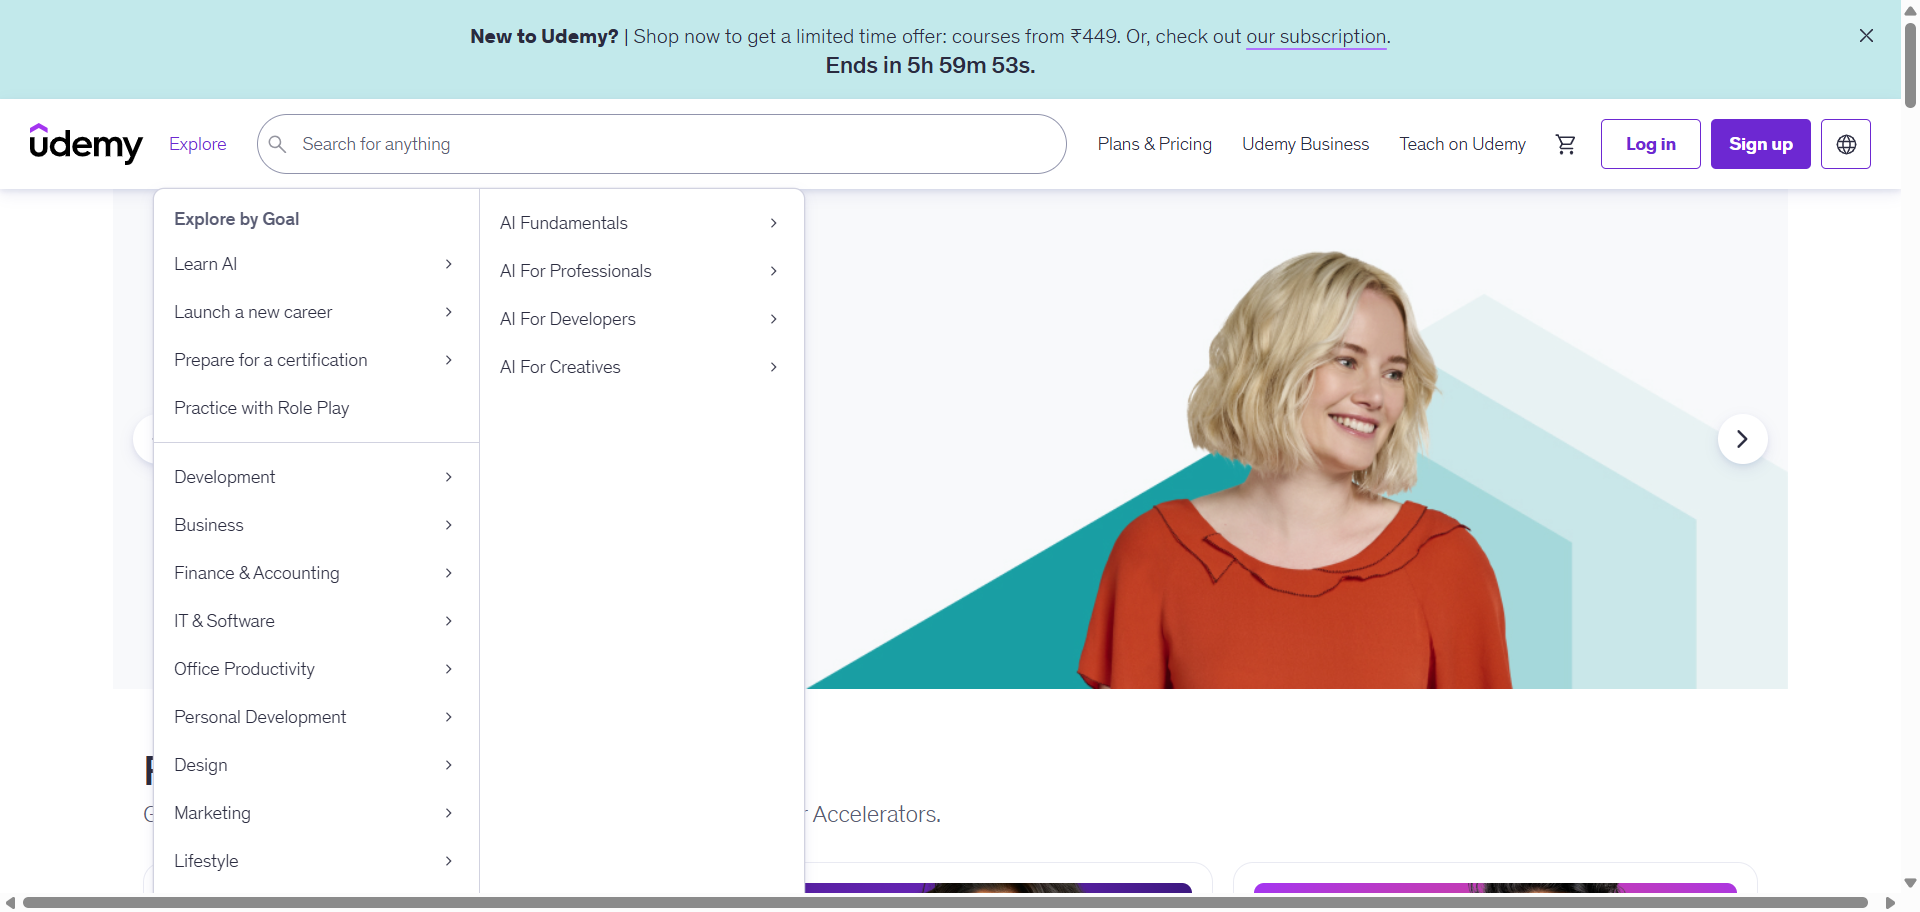 New to Udemy? | Shop now to get a limited time offer: courses from ₹449. Or, check out our subscription.
Ends in 5h 59m 53s.
udemy
Explore
Search for anything
Plans & Pricing
Udemy Business
Teach on Udemy
Log in
Sign up
Explore by Goal
Learn AI
Launch a new career
Prepare for a certification
Practice with Role Play
Development
Business
Finance & Accounting
IT & Software
Office Productivity
Personal Development
Design
Marketing
Lifestyle
AI Fundamentals
AI For Professionals
AI For Developers
AI For Creatives
Accelerators.